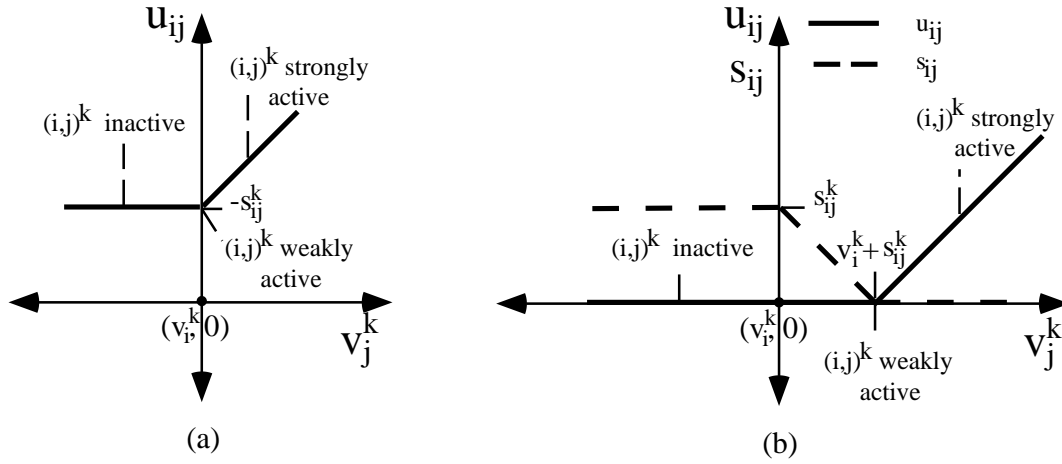 u_ij
(i,j)^k strongly
active
(i,j)^k inactive
-s_ij^k
(i,j)^k weakly
active
(v_i^k, 0)
v_j^k
(a)
u_ij
s_ij
u_ij
s_ij
(i,j)^k strongly
active
s_ij^k
(i,j)^k inactive
v_i^k + s_ij^k
(v_i^k, 0)
v_j^k
(i,j)^k weakly
active
(b)